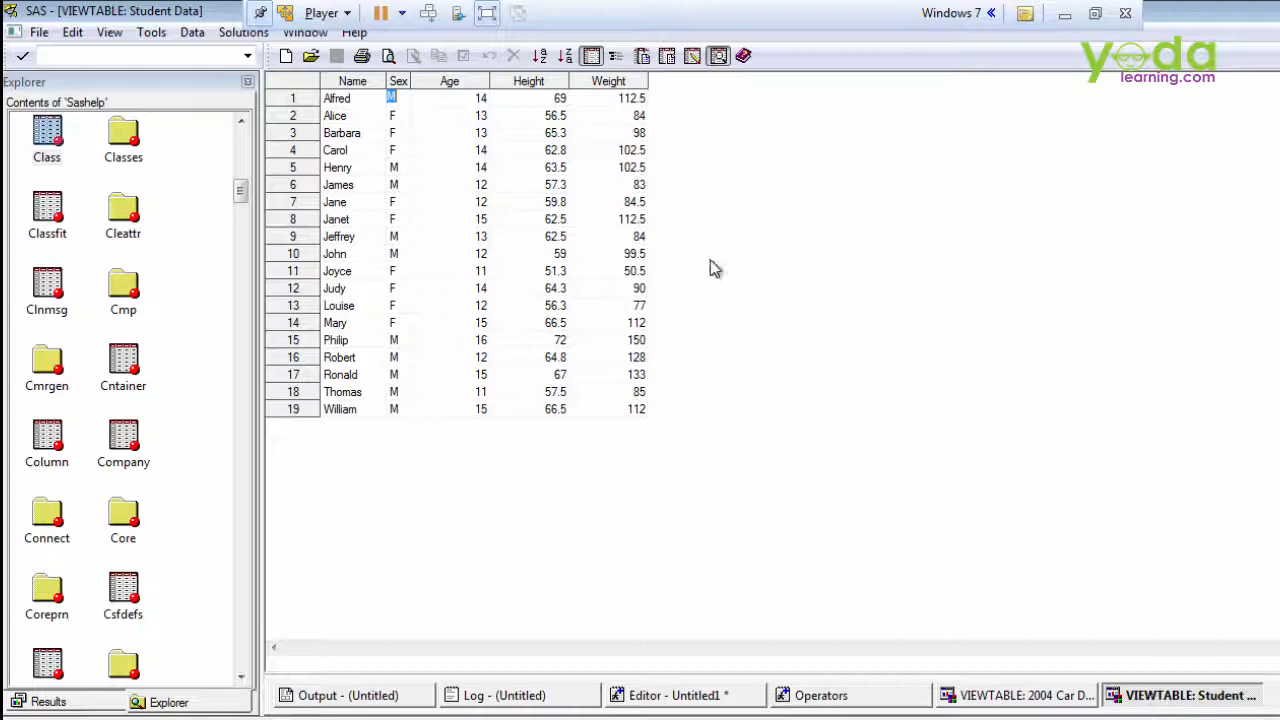 SAS - [VIEWTABLE: Student Data]
Player
Windows 7
File Edit View Tools Data Solutions Window Help
yoda
learning.com
Explorer
Contents of 'Sashelp'
Class Classes
Classfit Cleattr
Clnmsg Cmp
Cmrgen Cntainer
Column Company
Connect Core
Coreprn Csfdefs
Name Sex Age Height Weight
1 Alfred M 14 69 112.5
2 Alice F 13 56.5 84
3 Barbara F 13 65.3 98
4 Carol F 14 62.8 102.5
5 Henry M 14 63.5 102.5
6 James M 12 57.3 83
7 Jane F 12 59.8 84.5
8 Janet F 15 62.5 112.5
9 Jeffrey M 13 62.5 84
10 John M 12 59 99.5
11 Joyce F 11 51.3 50.5
12 Judy F 14 64.3 90
13 Louise F 12 56.3 77
14 Mary F 15 66.5 112
15 Philip M 16 72 150
16 Robert M 12 64.8 128
17 Ronald M 15 67 133
18 Thomas M 11 57.5 85
19 William M 15 66.5 112
Results Explorer
Output - (Untitled) Log - (Untitled) Editor - Untitled1 * Operators VIEWTABLE: 2004 Car D... VIEWTABLE: Student ...